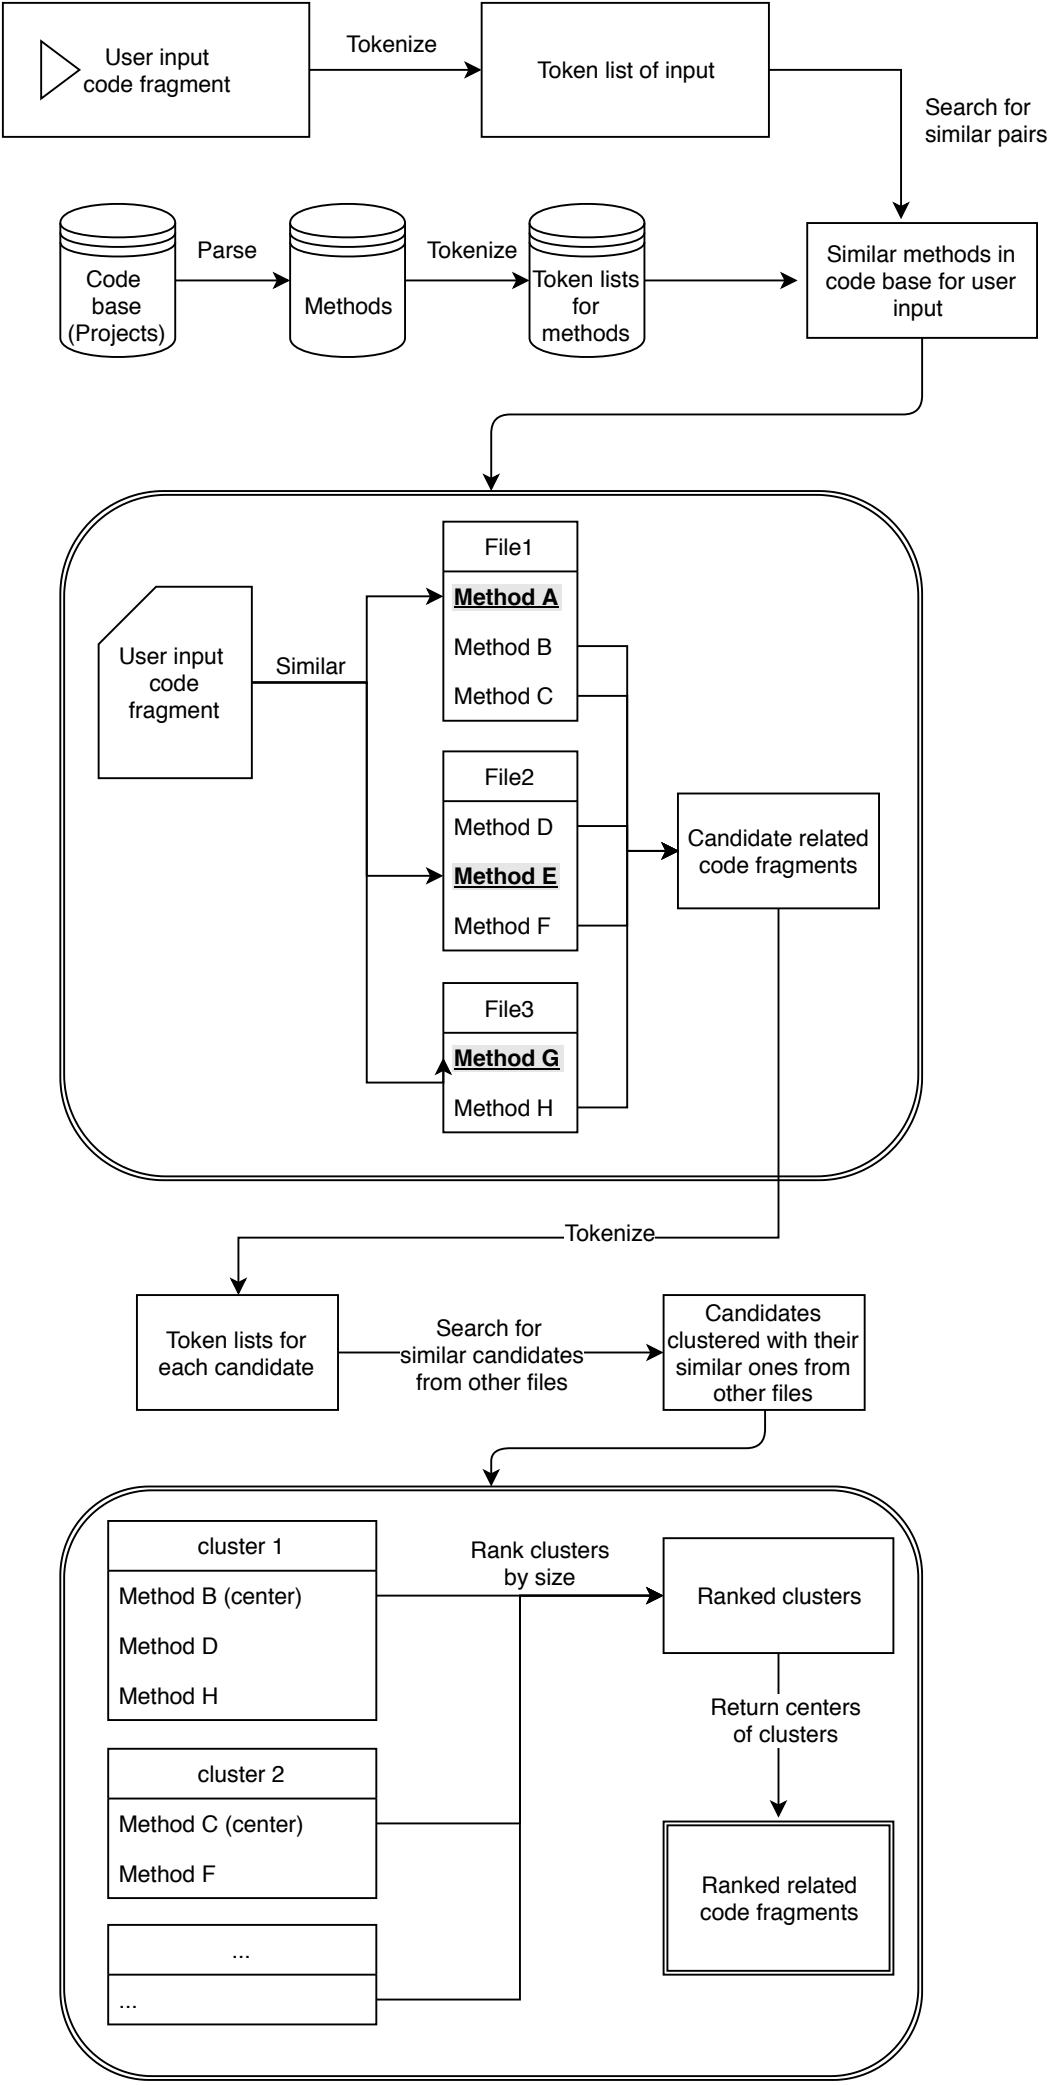 User input
code fragment
Tokenize
Token list of input
Search for
similar pairs
Code
base
(Projects)
Parse
Methods
Tokenize
Token lists
for
methods
Similar methods in
code base for user
input
User input
code
fragment
Similar
File1
Method A
Method B
Method C
File2
Method D
Method E
Method F
File3
Method G
Method H
Candidate related
code fragments
Tokenize
Token lists for
each candidate
Search for
similar candidates
from other files
Candidates
clustered with their
similar ones from
other files
cluster 1
Method B (center)
Method D
Method H
cluster 2
Method C (center)
Method F
...
...
Rank clusters
by size
Ranked clusters
Return centers
of clusters
Ranked related
code fragments